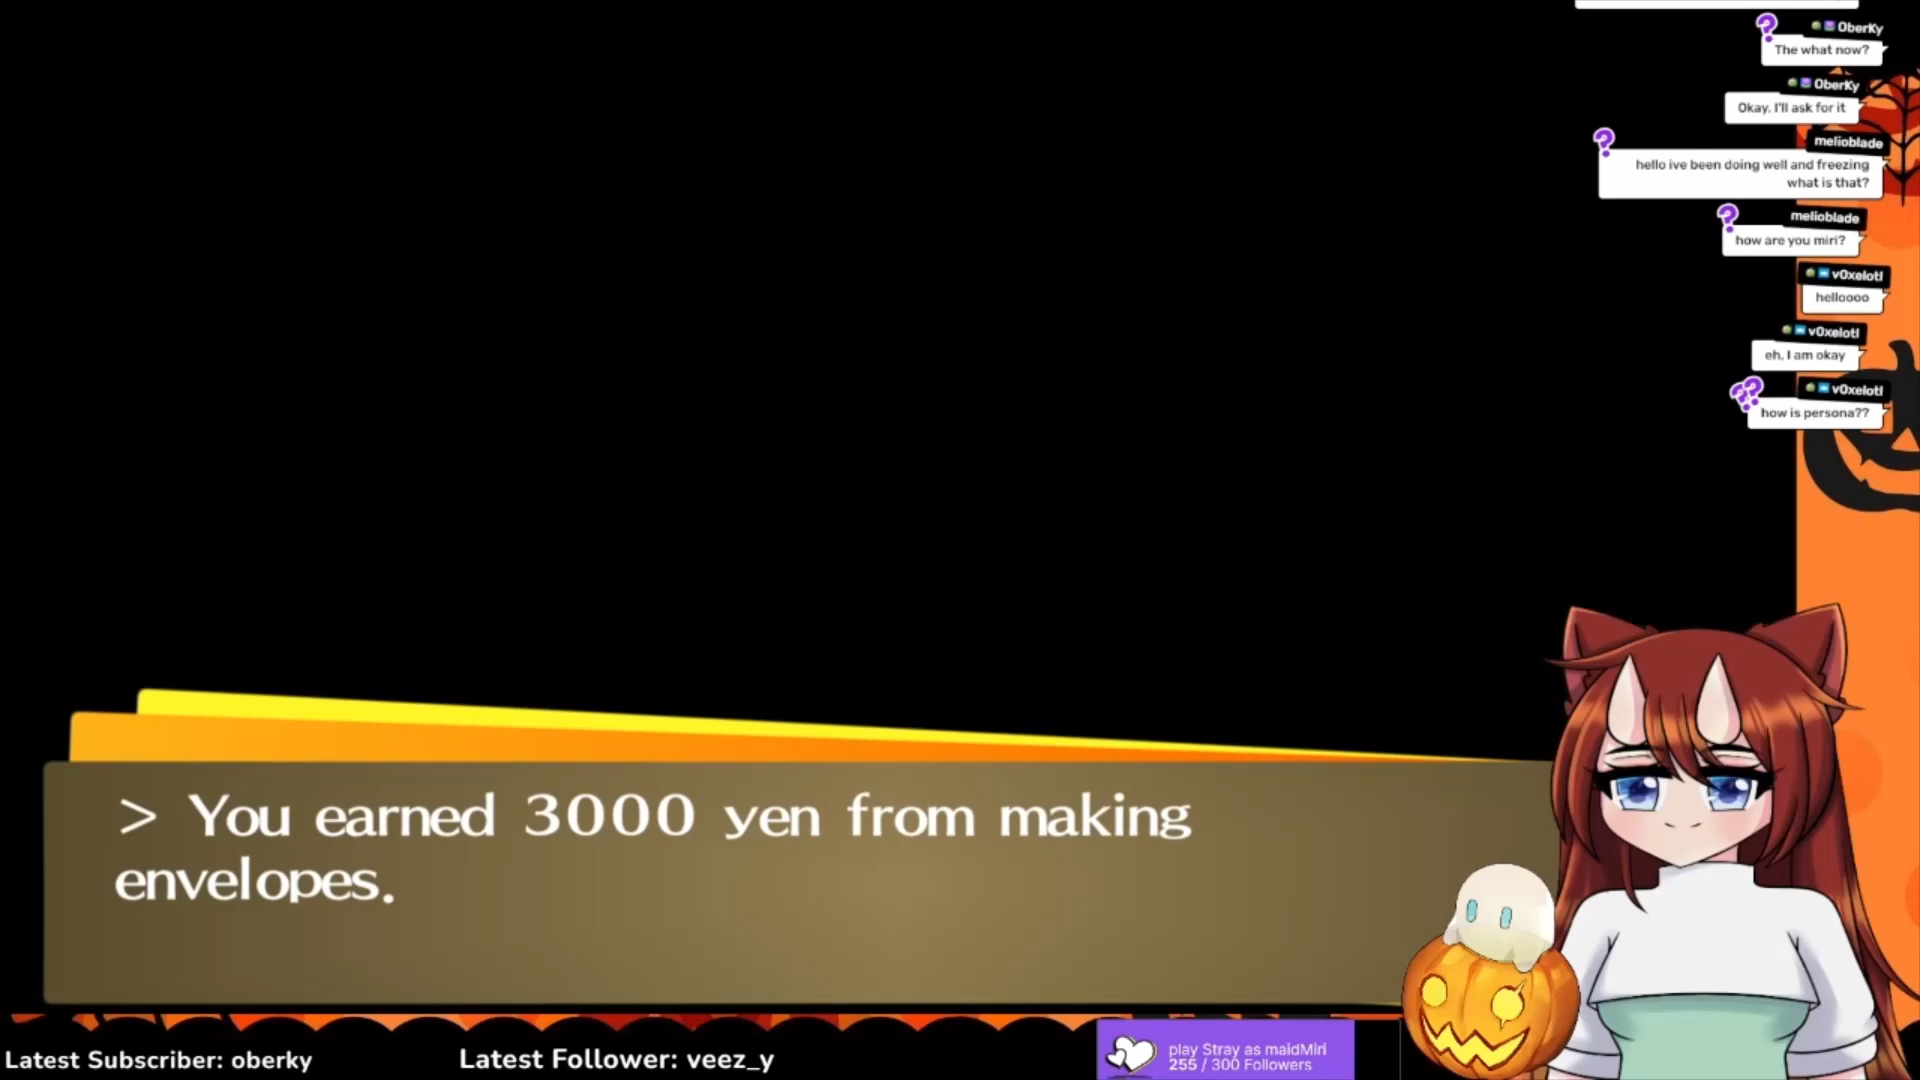 OberKy
The what now?
OberKy
Okay, I'll ask for it
melioblade
hello ive been doing well and freezing
what is that?
melioblade
how are you miri?
v0xelotl
helloooo
v0xelotl
eh, I am okay
v0xelotl
how is persona??
> You earned 3000 yen from making
envelopes.
Latest Subscriber: oberky
Latest Follower: veez_y
play Stray as maidMiri
255 / 300 Followers